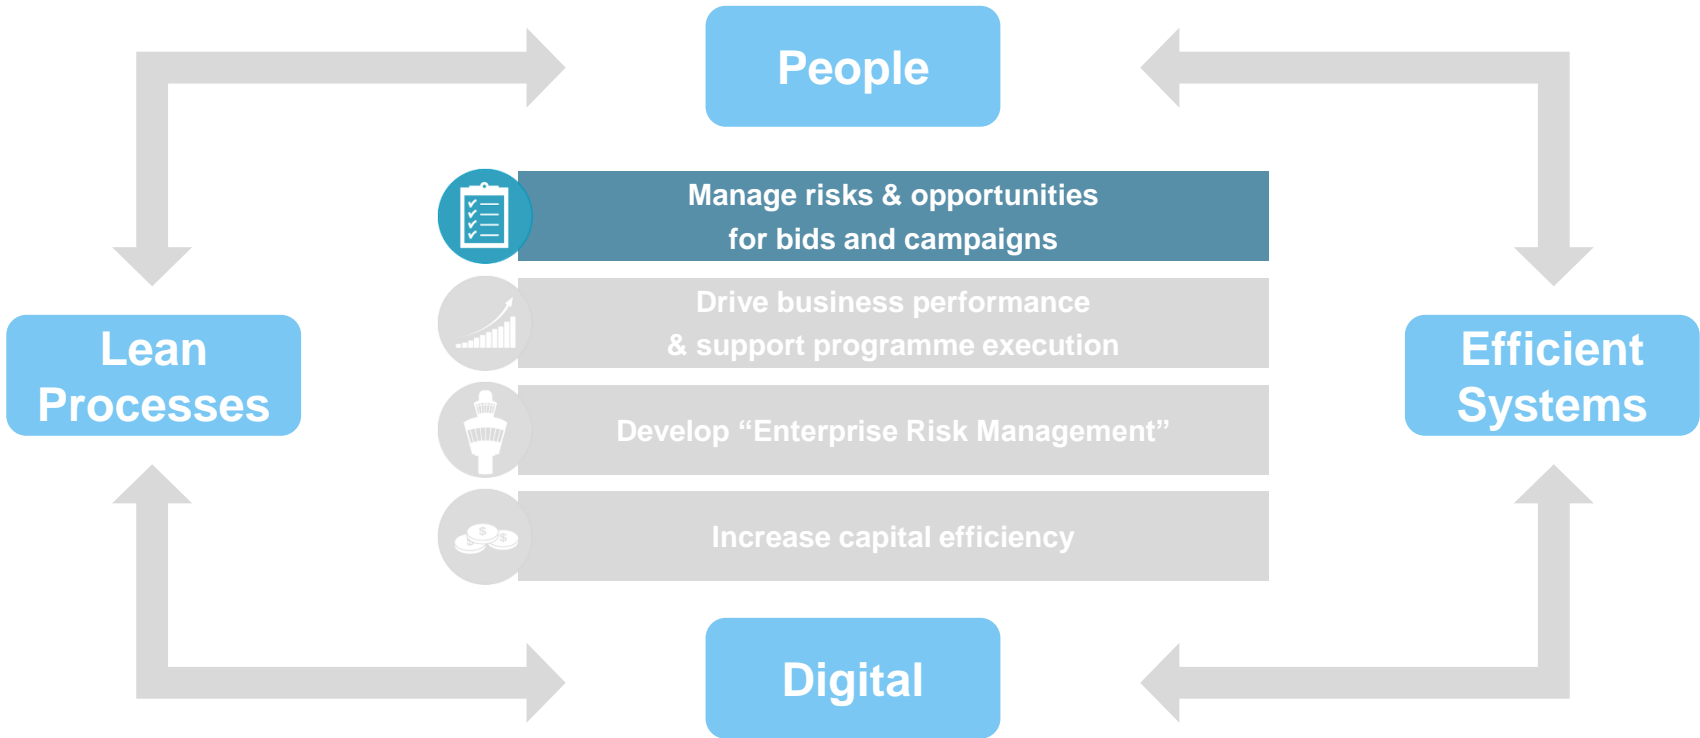 People
Manage risks & opportunities
for bids and campaigns
Drive business performance
& support programme execution
Lean
Processes
Efficient
Systems
Develop “Enterprise Risk Management”
Increase capital efficiency
Digital